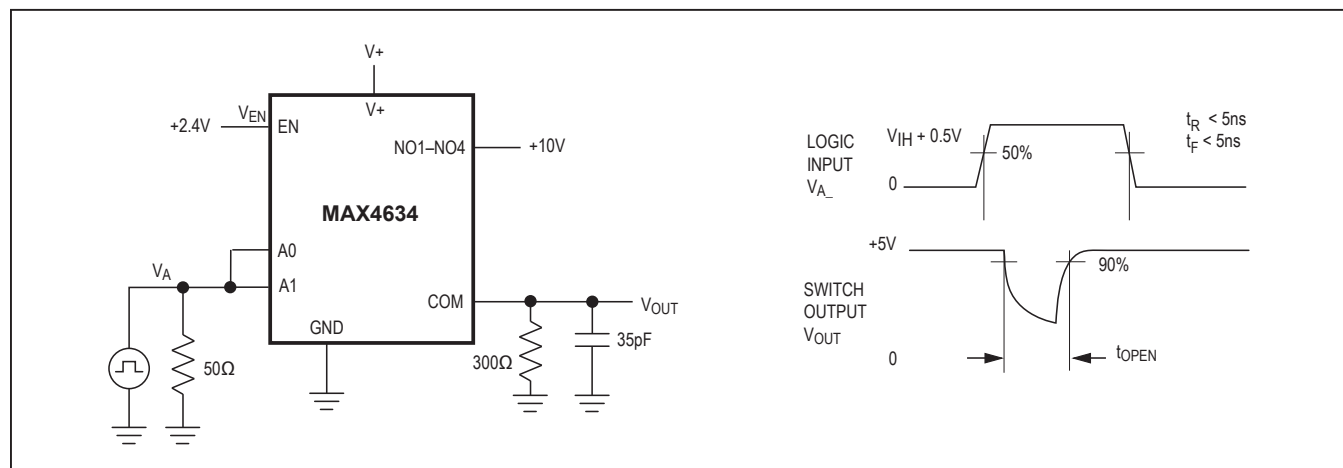 V+
V+
+2.4V
VEN
EN
NO1–NO4
+10V
MAX4634
A0
VA
A1
COM
VOUT
GND
50Ω
300Ω
35pF
LOGIC
INPUT
VA_
VIH + 0.5V
50%
0
tR < 5ns
tF < 5ns
+5V
90%
SWITCH
OUTPUT
VOUT
0
tOPEN